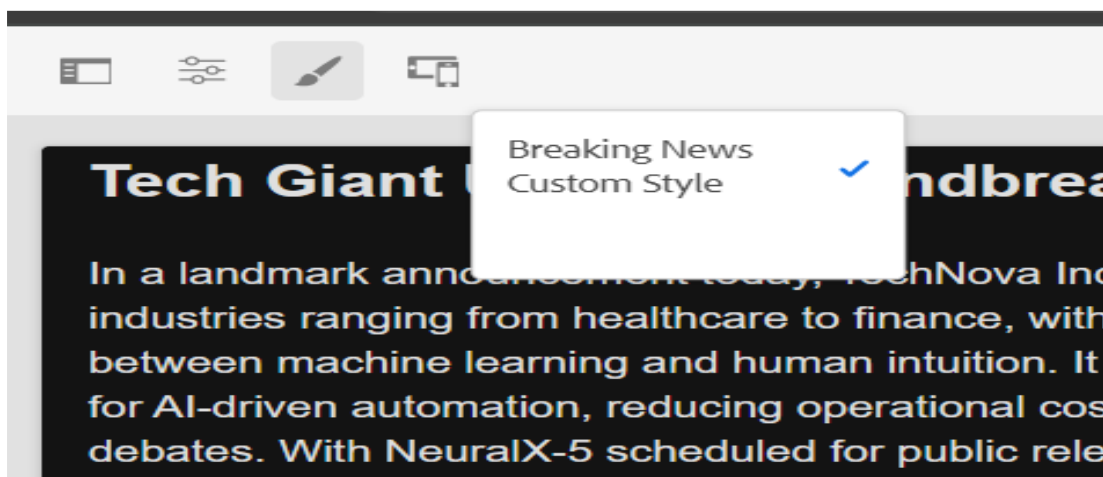 Breaking News
Custom Style
Tech Giant
In a landmark TechNova
industries ranging from healthcare to finance, with
between machine learning and human intuition. It
for AI-driven automation, reducing operational
debates. With NeuralX-5 scheduled for public